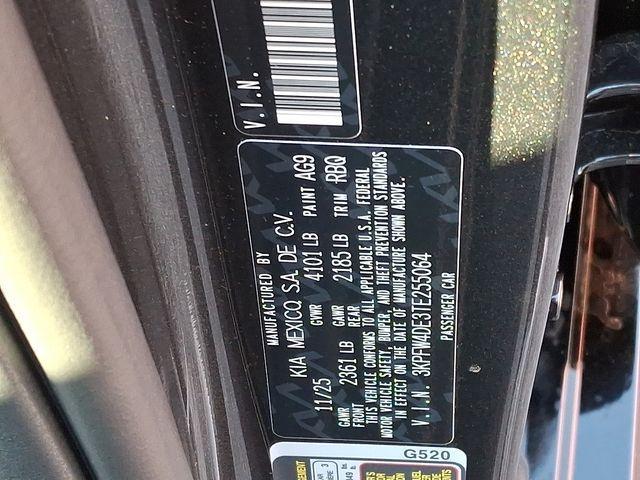 V.I.N.
MANUFACTURED BY
KIA MEXICO, S.A. DE C.V.
11/25 GVWR 4101 LB PAINT AG9
GAWR FRONT 2361 LB GAWR REAR 2185 LB TRIM RBQ
THIS VEHICLE CONFORMS TO ALL APPLICABLE U.S.A. FEDERAL
MOTOR VEHICLE SAFETY, BUMPER, AND THEFT PREVENTION STANDARDS
IN EFFECT ON THE DATE OF MANUFACTURE SHOWN ABOVE.
V.I.N. 3KPFW4DE3TE255064
PASSENGER CAR
G520